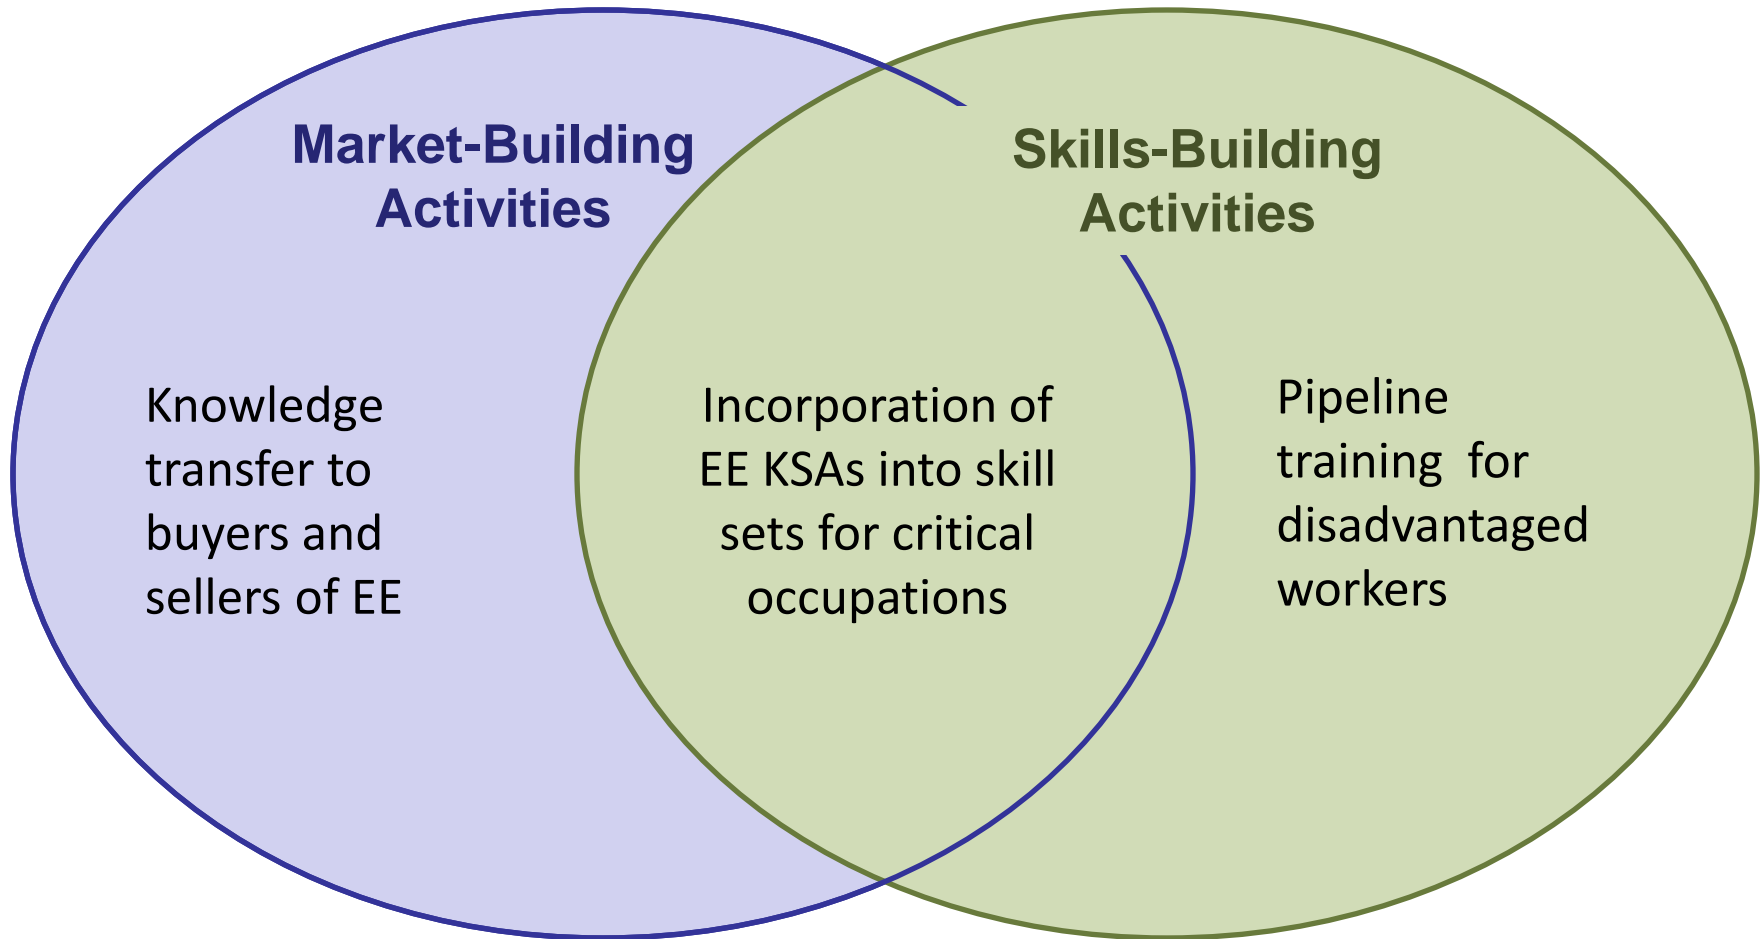 Market-Building
Activities
Skills-Building
Activities
Knowledge
transfer to
buyers and
sellers of EE
Incorporation of
EE KSAs into skill
sets for critical
occupations
Pipeline
training  for
disadvantaged
workers